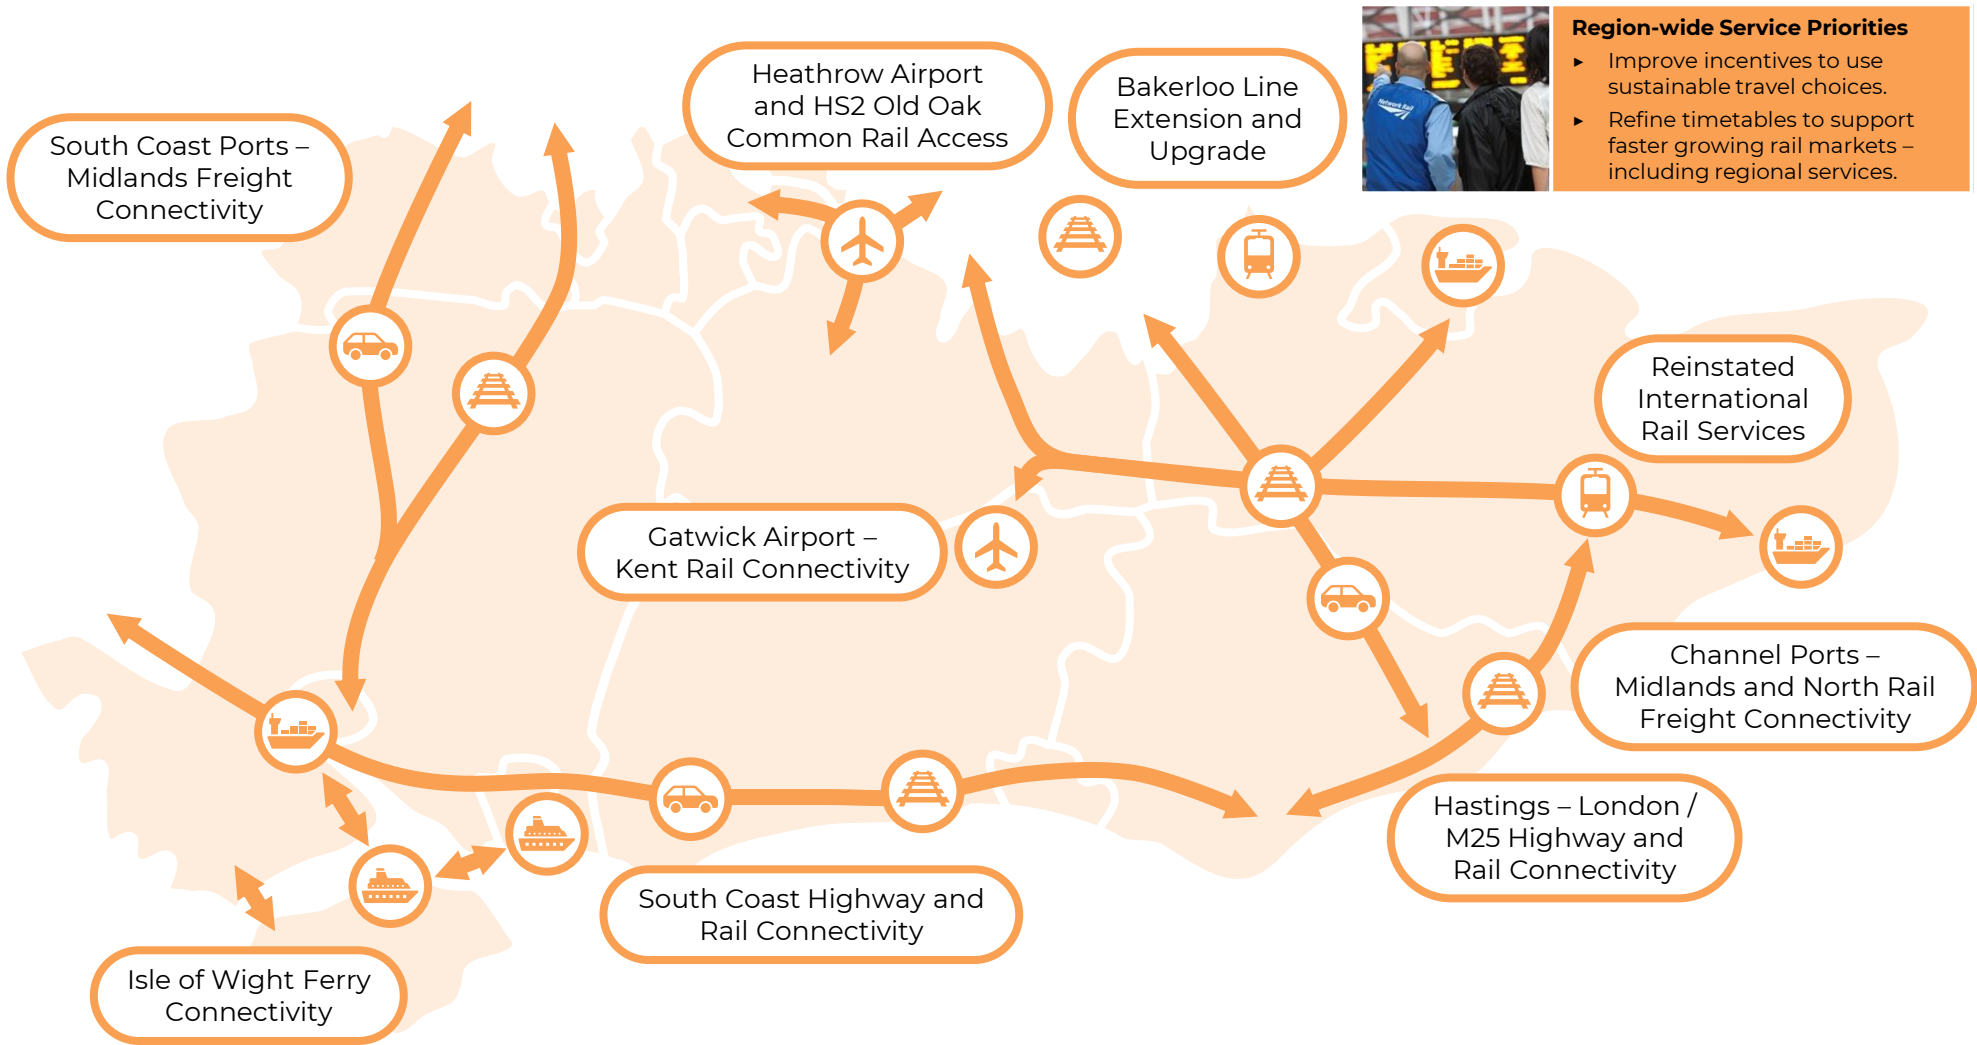 Region-wide Service Priorities
▸ Improve incentives to use
sustainable travel choices.
▸ Refine timetables to support
faster growing rail markets –
including regional services.
Network Rail
Heathrow Airport
and HS2 Old Oak
Common Rail Access
Bakerloo Line
Extension and
Upgrade
South Coast Ports –
Midlands Freight
Connectivity
Reinstated
International
Rail Services
Gatwick Airport –
Kent Rail Connectivity
Channel Ports –
Midlands and North Rail
Freight Connectivity
Hastings – London /
M25 Highway and
Rail Connectivity
South Coast Highway and
Rail Connectivity
Isle of Wight Ferry
Connectivity